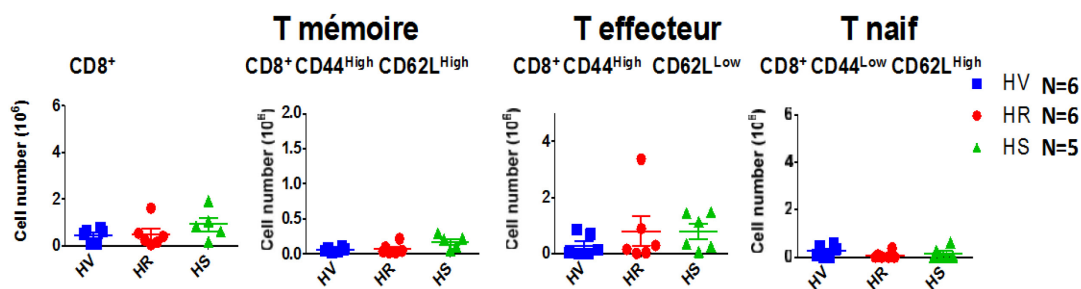 T mémoire
T effecteur
T naif
CD8+
CD8+CD44High CD62LHigh
CD8+CD44High CD62LLow
CD8+CD44Low CD62LHigh
Cell number (10⁶)
6
4
2
0
HV
HR
HS
Cell number (10⁶)
2.0
1.5
1.0
0.5
0.0
HV
HR
HS
Cell number (10⁶)
4
2
0
HV
HR
HS
Cell number (10⁶)
6
4
2
0
HV
HR
HS
HV N=6
HR N=6
HS N=5